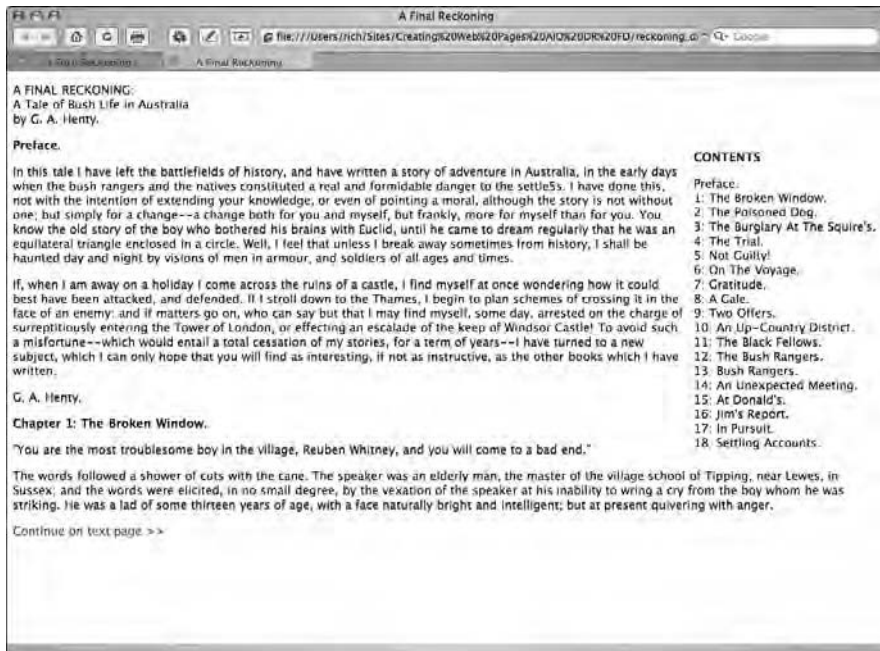 A Final Reckoning
file:///Users/rich/Sites/Creating%20Web%20Pages%20AIO%20DR%20FD/reckoning
Google
A Final Reckoning
A Final Reckoning
A FINAL RECKONING:
A Tale of Bush Life in Australia
by G. A. Henty.
Preface.
In this tale I have left the battlefields of history, and have written a story of adventure in Australia, in the early days
when the bush rangers and the natives constituted a real and formidable danger to the settle5s. I have done this,
not with the intention of extending your knowledge, or even of pointing a moral, although the story is not without
one; but simply for a change--a change both for you and myself, but frankly, more for myself than for you. You
know the old story of the boy who bothered his brains with Euclid, until he came to dream regularly that he was an
equilateral triangle enclosed in a circle. Well, I feel that unless I break away sometimes from history, I shall be
haunted day and night by visions of men in armour, and soldiers of all ages and times.
If, when I am away on a holiday I come across the ruins of a castle, I find myself at once wondering how it could
best have been attacked, and defended. If I stroll down to the Thames, I begin to plan schemes of crossing it in the
face of an enemy; and if matters go on, who can say but that I may find myself, some day, arrested on the charge of
surreptitiously entering the Tower of London, or effecting an escalade of the keep of Windsor Castle! To avoid such
a misfortune--which would entail a total cessation of my stories, for a term of years--I have turned to a new
subject, which I can only hope that you will find as interesting, if not as instructive, as the other books which I have
written.
G. A. Henty.
CONTENTS
Preface.
1: The Broken Window.
2: The Poisoned Dog.
3: The Burglary At The Squire's.
4: The Trial.
5: Not Guilty!
6: On The Voyage.
7: Gratitude.
8: A Gale.
9: Two Offers.
10: An Up-Country District.
11: The Black Fellows.
12: The Bush Rangers.
13: Bush Rangers.
14: An Unexpected Meeting.
15: At Donald's.
16: Jim's Report.
17: In Pursuit.
18: Settling Accounts.
Chapter 1: The Broken Window.
"You are the most troublesome boy in the village, Reuben Whitney, and you will come to a bad end."
The words followed a shower of cuts with the cane. The speaker was an elderly man, the master of the village school of Tipping, near Lewes, in
Sussex; and the words were elicited, in no small degree, by the vexation of the speaker at his inability to wring a cry from the boy whom he was
striking. He was a lad of some thirteen years of age, with a face naturally bright and intelligent; but at present quivering with anger.
Continue on text page >>